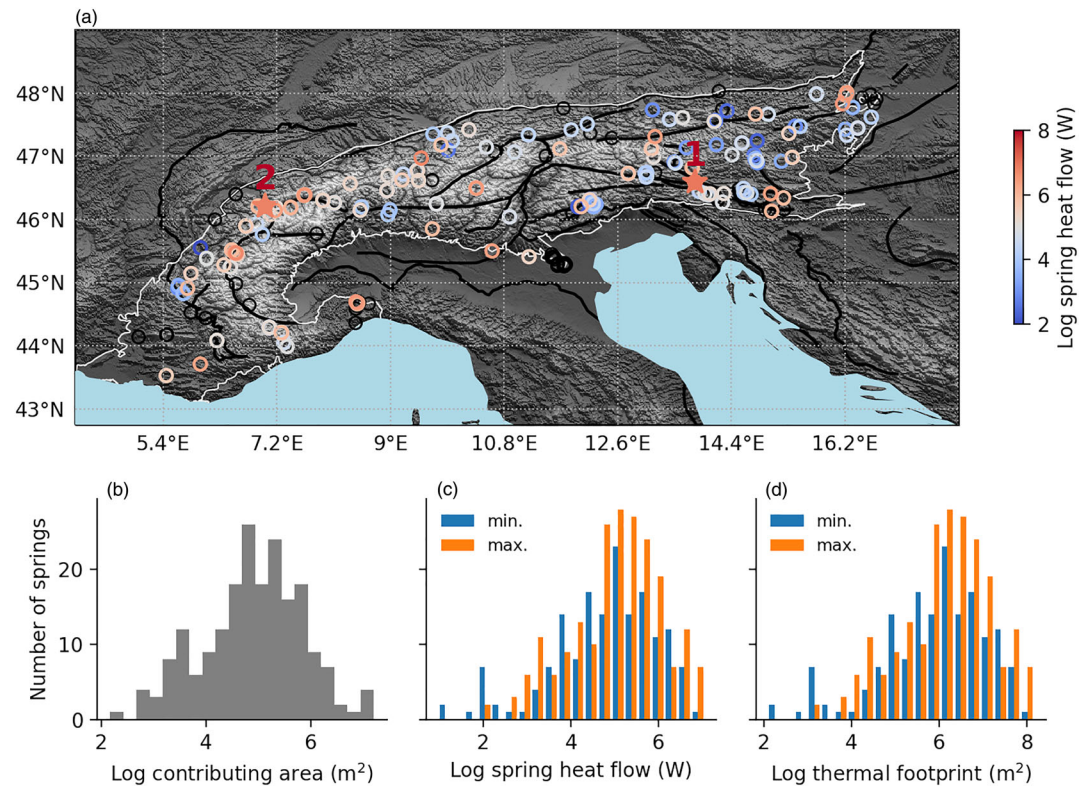 (a)
48°N
47°N
46°N
45°N
44°N
43°N
1
2
5.4°E 7.2°E 9°E 10.8°E 12.6°E 14.4°E 16.2°E
8
6
4
2
Log spring heat flow (W)
(b)
Number of springs
20
10
0
2 4 6
Log contributing area (m²)
(c)
min.
max.
2 4 6
Log spring heat flow (W)
(d)
min.
max.
2 4 6 8
Log thermal footprint (m²)